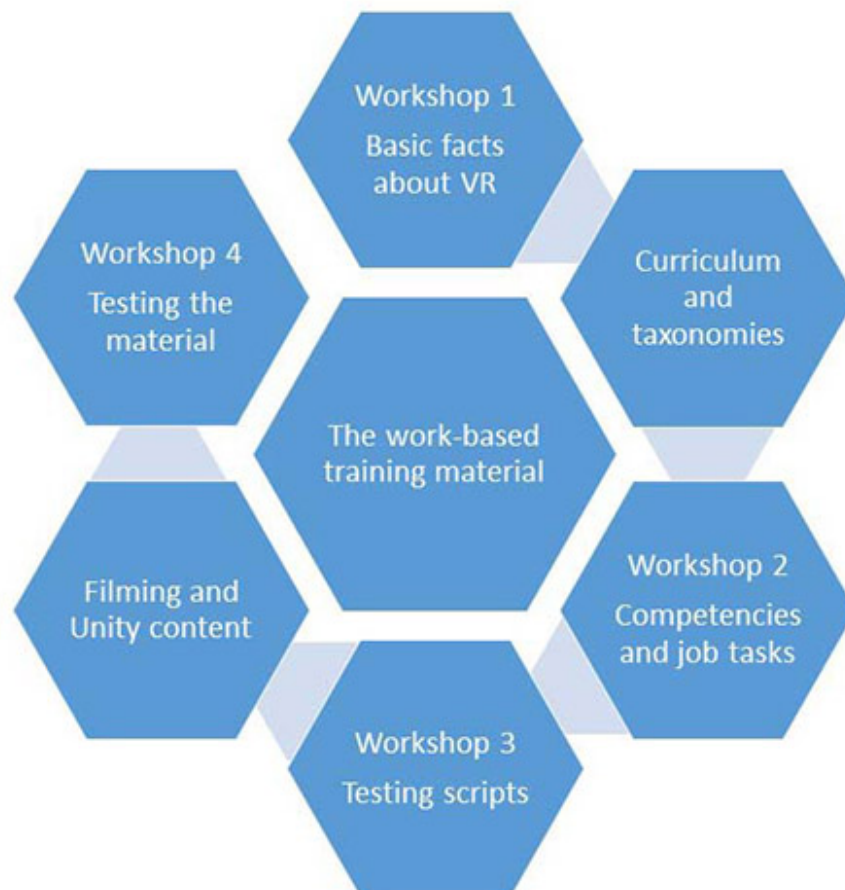 Workshop 1
Basic facts
about VR
Curriculum
and
taxonomies
Workshop 2
Competencies
and job tasks
Workshop 3
Testing scripts
Filming and
Unity content
Workshop 4
Testing the
material
The work-based
training material